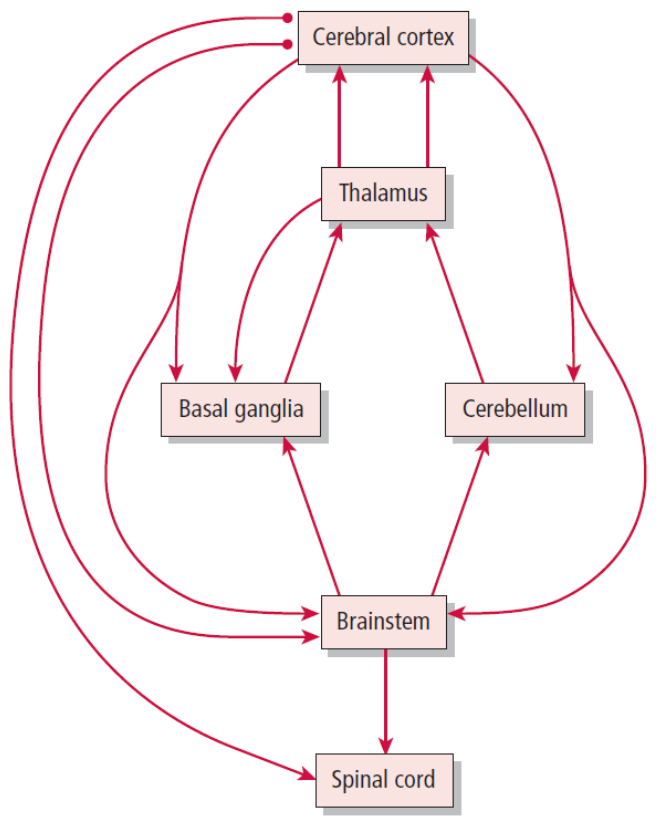 Cerebral cortex
Thalamus
Basal ganglia
Cerebellum
Brainstem
Spinal cord